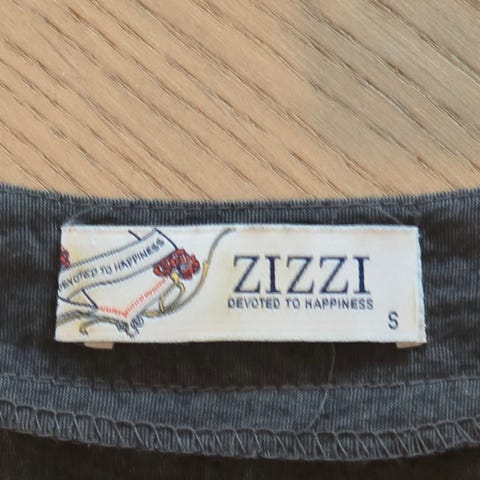 DEVOTED TO HAPPINESS
ZIZZI
DEVOTED TO HAPPINESS
S